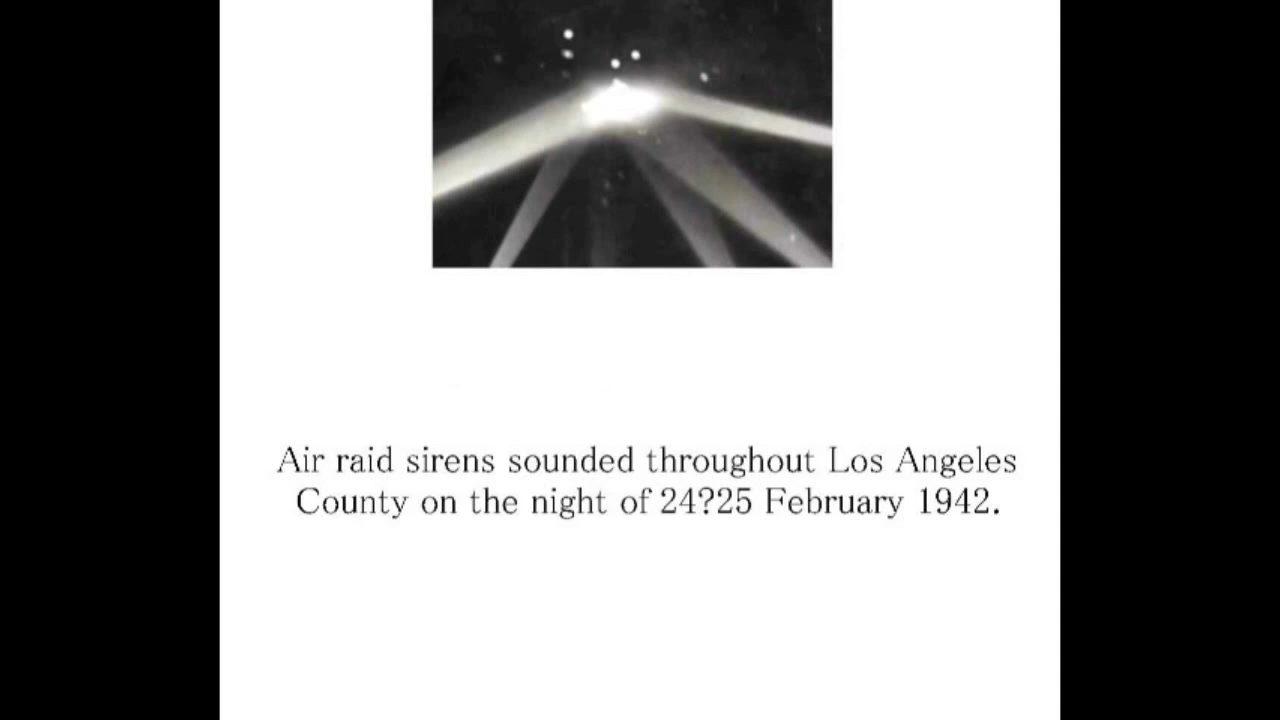 Air raid sirens sounded throughout Los Angeles
County on the night of 24?25 February 1942.